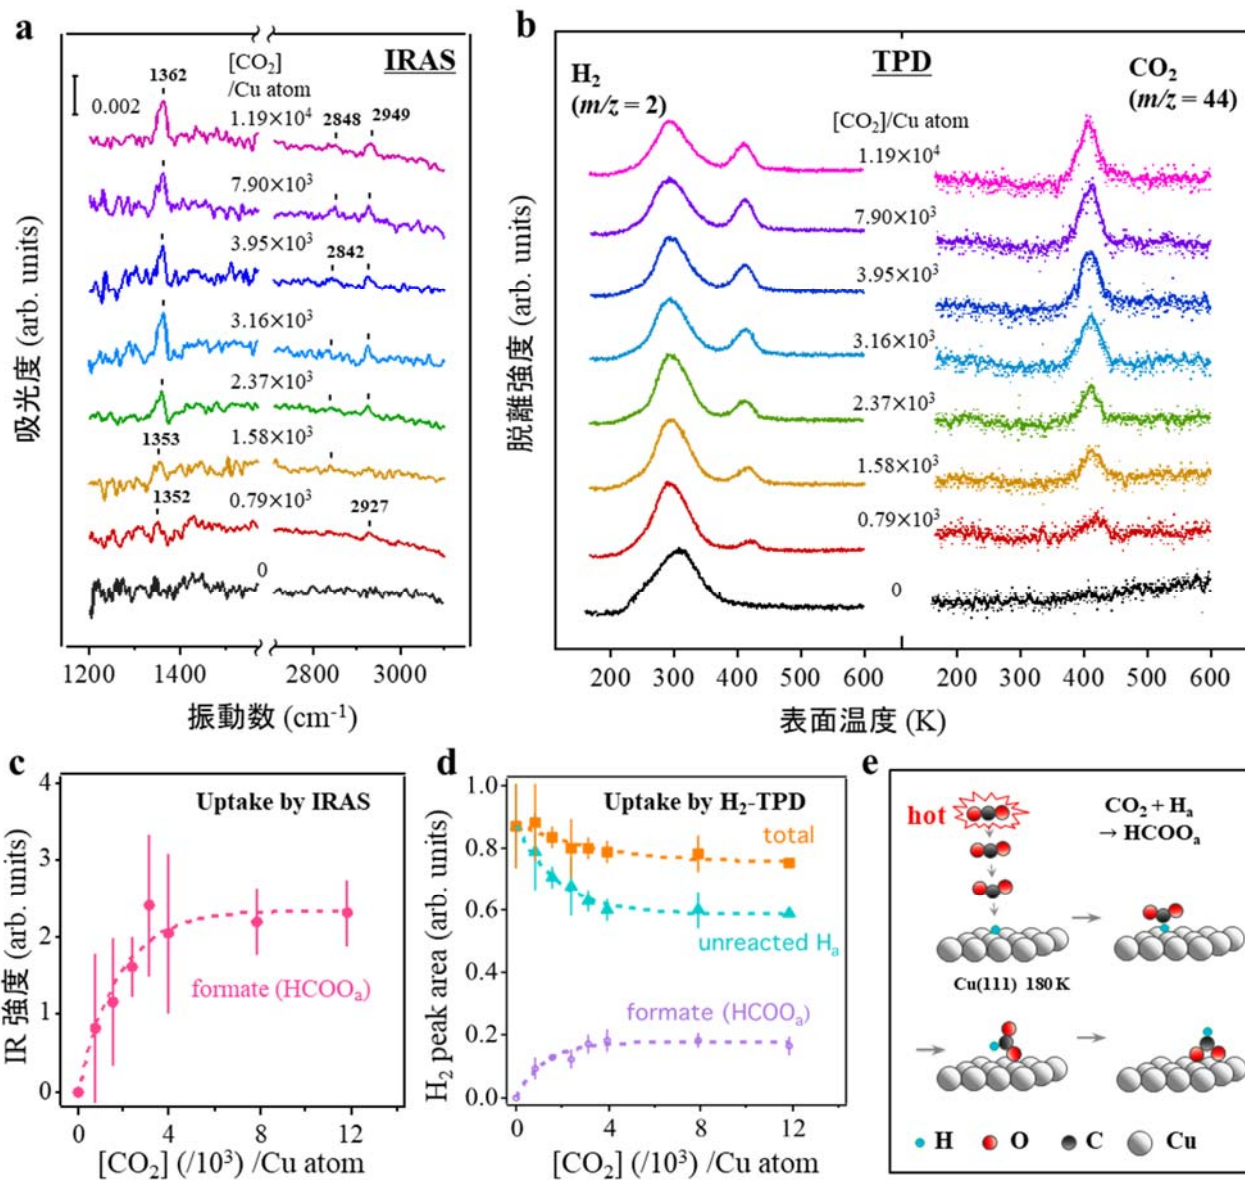 a
IRAS
[CO₂]
/Cu atom
0.002
1362
1.19×10⁴
2848
2949
7.90×10³
3.95×10³
2842
3.16×10³
2.37×10³
1353
1.58×10³
1352
0.79×10³
2927
0
吸光度 (arb. units)
1200
1400
2800
3000
振動数 (cm⁻¹)
b
TPD
H₂
(m/z = 2)
CO₂
(m/z = 44)
[CO₂]/Cu atom
1.19×10⁴
7.90×10³
3.95×10³
3.16×10³
2.37×10³
1.58×10³
0.79×10³
0
脱離強度 (arb. units)
200 300 400 500 600
200 300 400 500 600
表面温度 (K)
c
Uptake by IRAS
IR 強度 (arb. units)
4
3
2
1
0
formate (HCOOₐ)
0 4 8 12
[CO₂] (/10³) /Cu atom
d
Uptake by H₂-TPD
H₂ peak area (arb. units)
1.0
0.8
0.6
0.4
0.2
0.0
total
unreacted Hₐ
formate (HCOOₐ)
0 4 8 12
[CO₂] (/10³) /Cu atom
e
hot
CO₂ + Hₐ
→ HCOOₐ
Cu(111) 180 K
H O C Cu